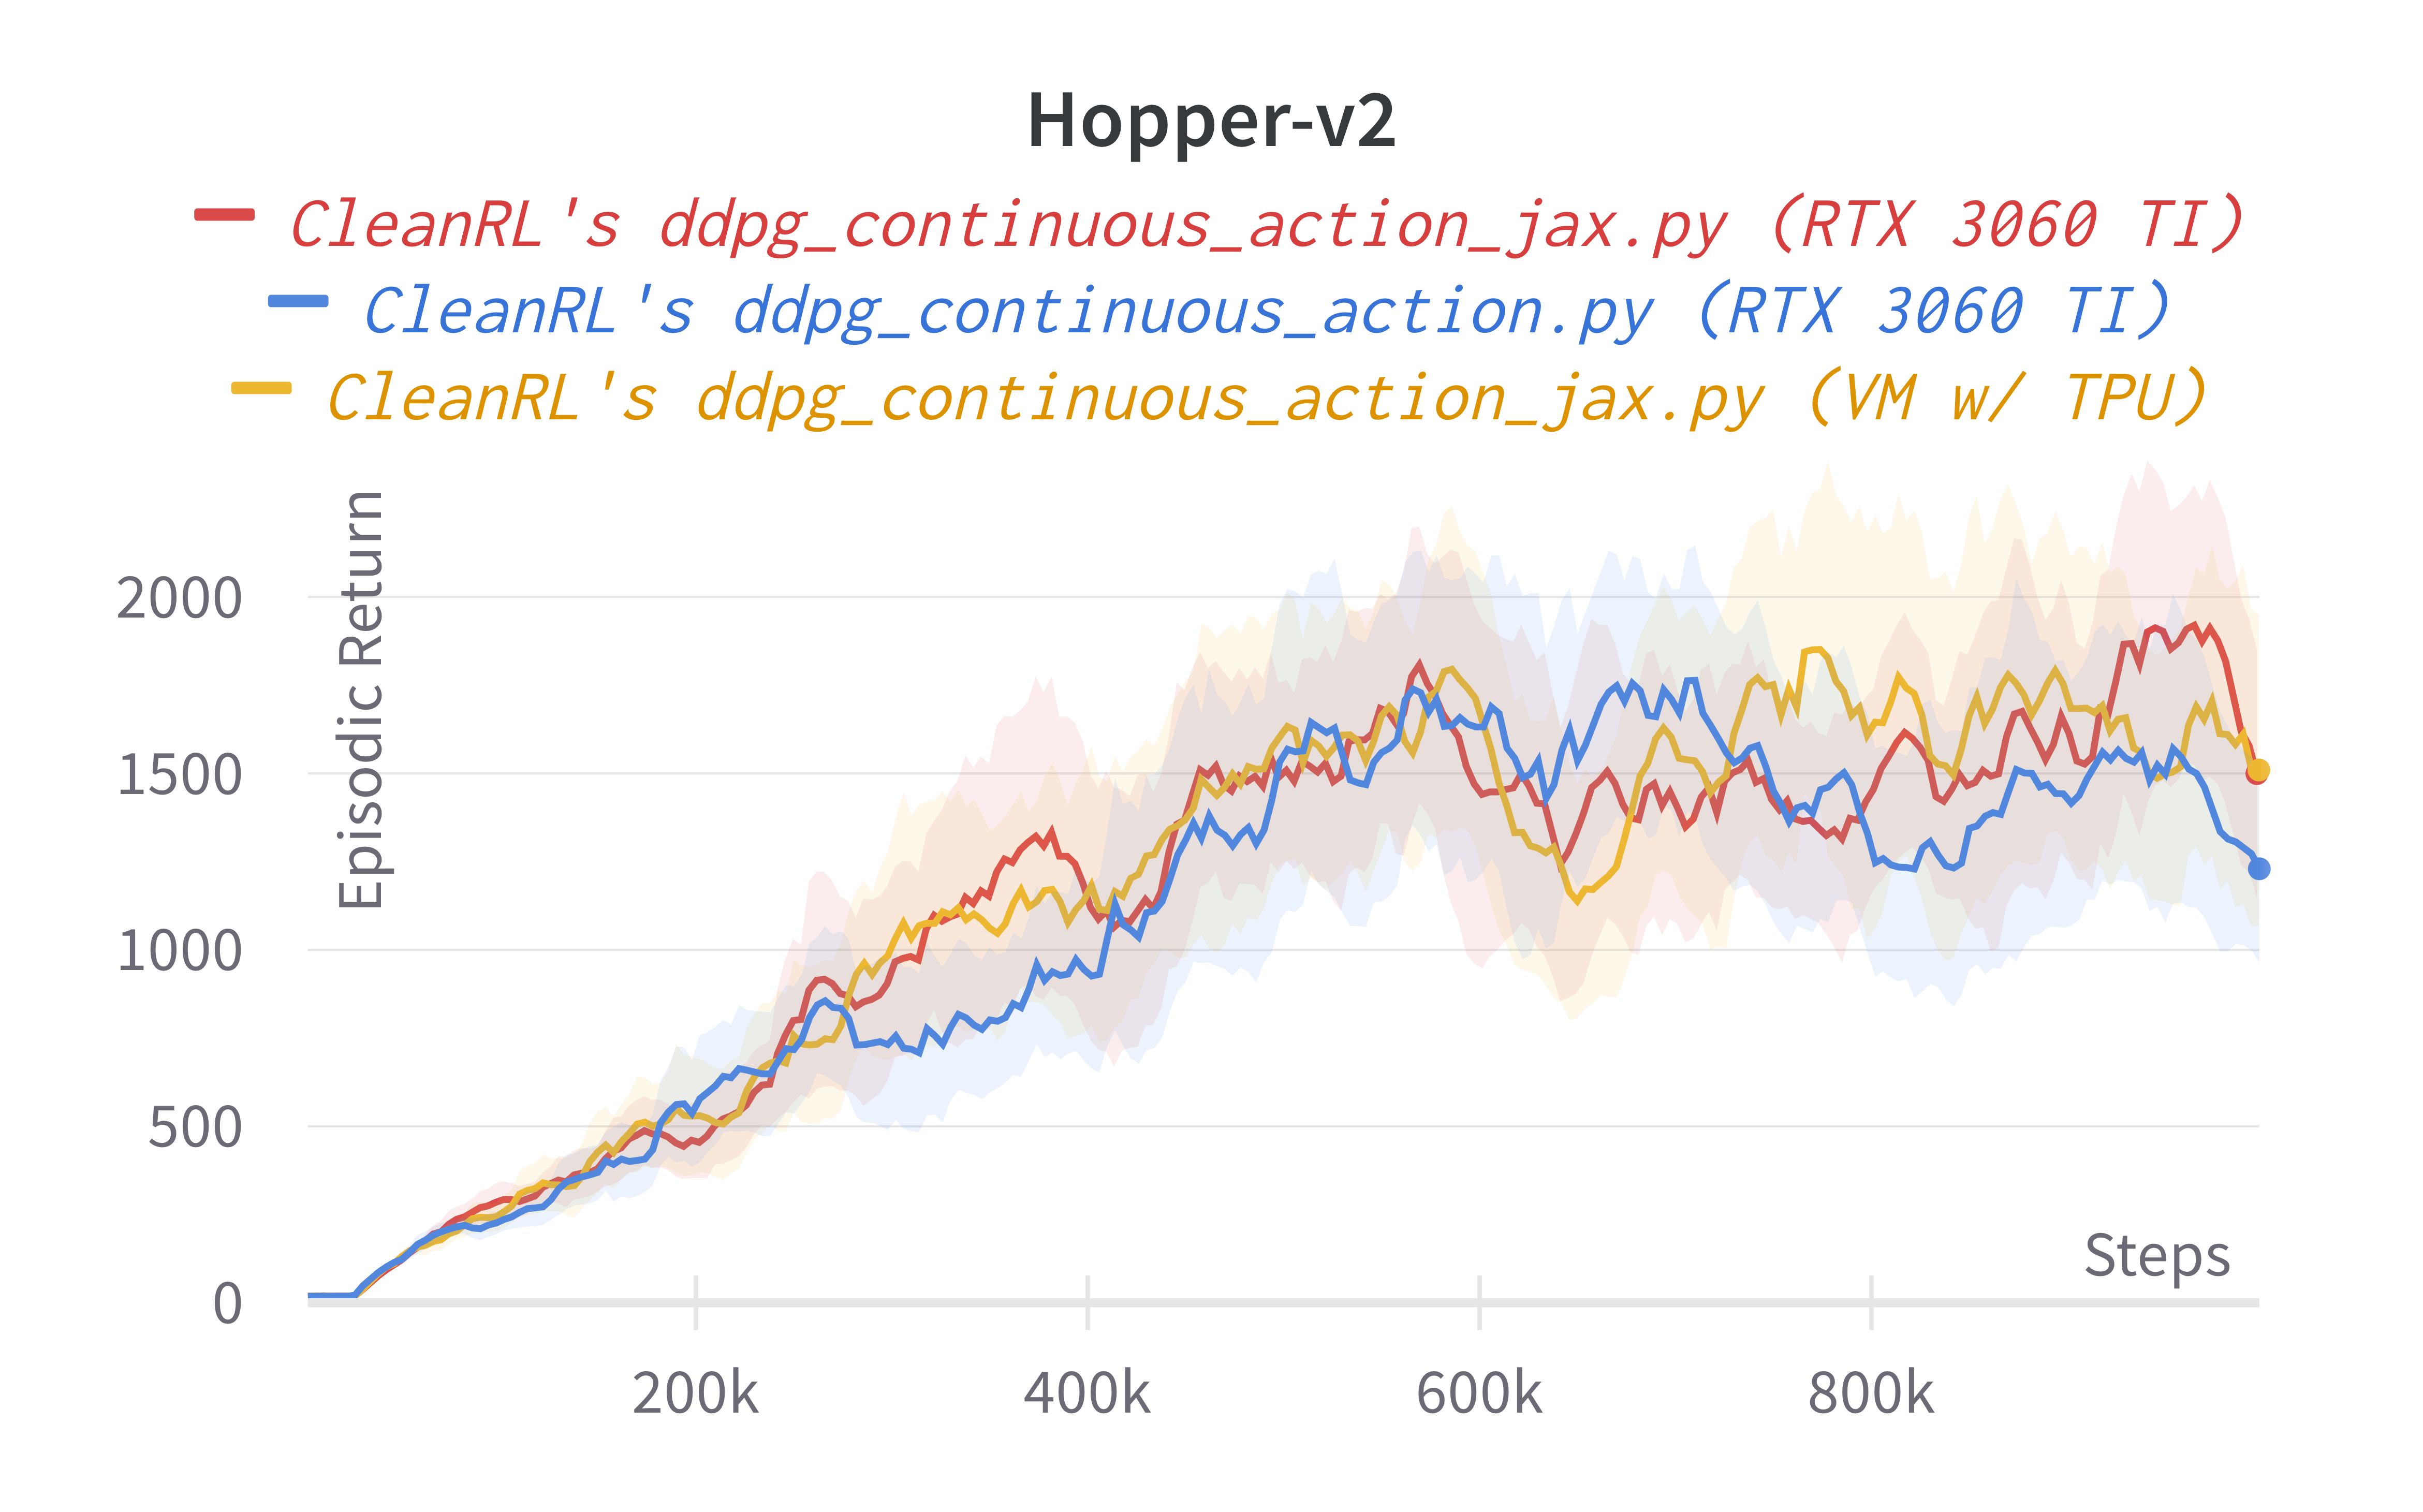 Hopper-v2
CleanRL's ddpg_continuous_action_jax.py (RTX 3060 TI)
CleanRL's ddpg_continuous_action.py (RTX 3060 TI)
CleanRL's ddpg_continuous_action_jax.py (VM w/ TPU)
Episodic Return
2000
1500
1000
500
0
Steps
200k 400k 600k 800k